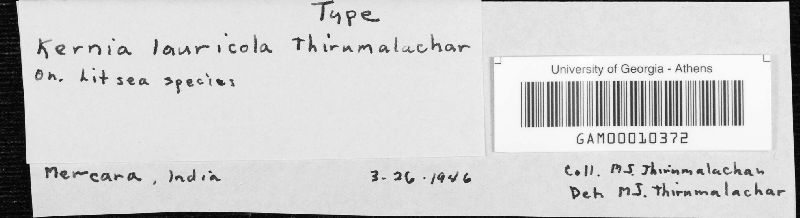 Type
Kernia lauricola Thirumalachar
On. Litsea species
University of Georgia - Athens
GAM00010372
Mercara, India
3-26-1946
Coll. M.J. Thirumalachar
Det. M.J. Thirumalachar